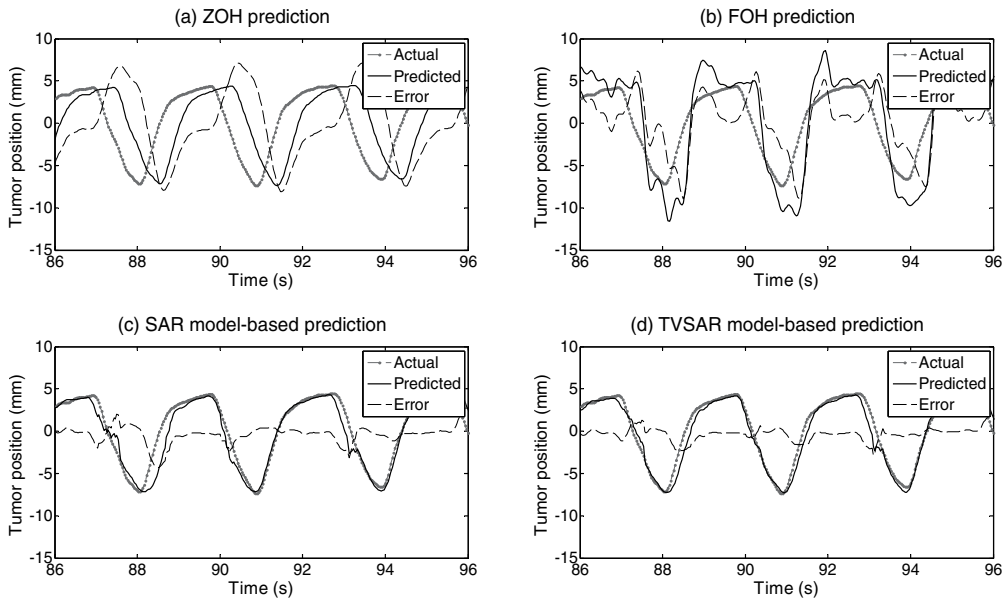 (a) ZOH prediction
Tumor position (mm)
10
5
0
-5
-10
-15
86
88
90
92
94
96
Time (s)
Actual
Predicted
Error
(b) FOH prediction
Tumor position (mm)
10
5
0
-5
-10
-15
86
88
90
92
94
96
Time (s)
Actual
Predicted
Error
(c) SAR model-based prediction
Tumor position (mm)
10
5
0
-5
-10
-15
86
88
90
92
94
96
Time (s)
Actual
Predicted
Error
(d) TVSAR model-based prediction
Tumor position (mm)
10
5
0
-5
-10
-15
86
88
90
92
94
96
Time (s)
Actual
Predicted
Error